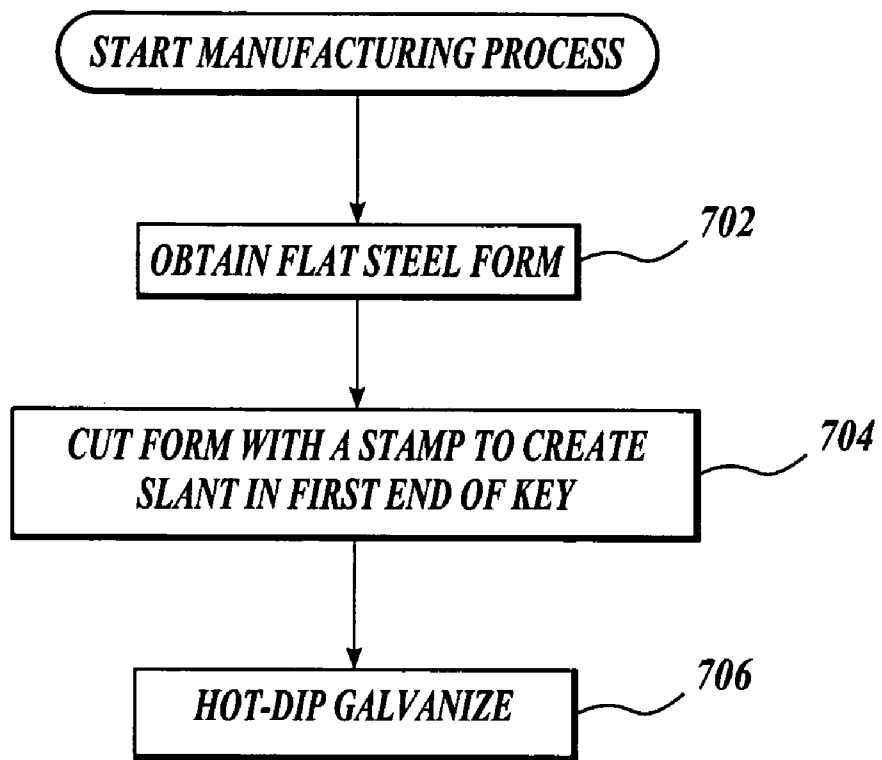 START MANUFACTURING PROCESS
702
OBTAIN FLAT STEEL FORM
704
CUT FORM WITH A STAMP TO CREATE
SLANT IN FIRST END OF KEY
706
HOT-DIP GALVANIZE